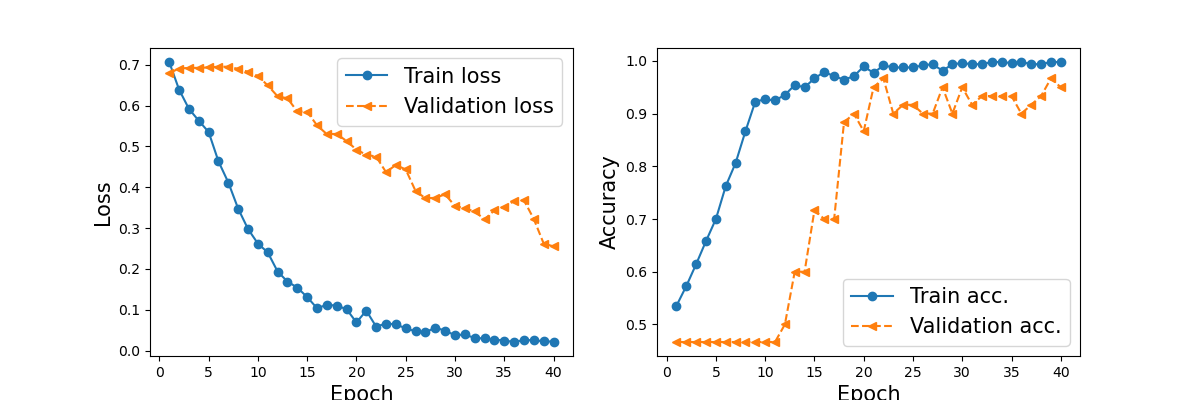 0.7
0.6
0.5
0.4
0.3
0.2
0.1
0.0
Loss
Train loss
Validation loss
0 5 10 15 20 25 30 35 40
Epoch
1.0
0.9
0.8
0.7
0.6
0.5
Accuracy
Train acc.
Validation acc.
0 5 10 15 20 25 30 35 40
Epoch